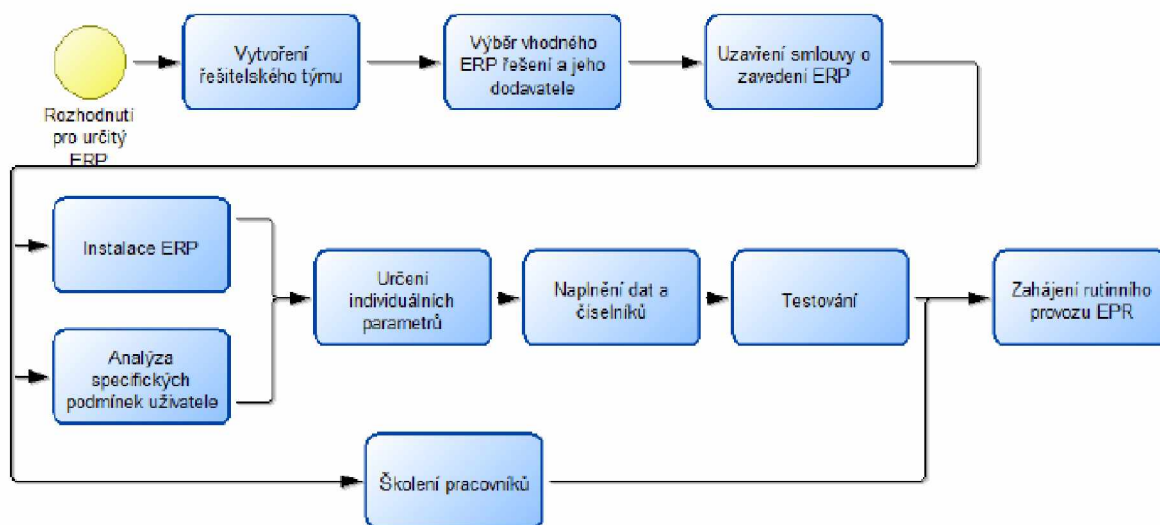 Rozhodnutí
pro určitý
ERP
Vytvoření
řešitelského týmu
Výběr vhodného
ERP řešení a jeho
dodavatele
Uzavření smlouvy o
zavedení ERP
Instalace ERP
Analýza
specifických
podmínek uživatele
Určení
individuálních
parametrů
Naplnění dat a
číselníků
Testování
Zahájení rutinního
provozu EPR
Školení pracovníků